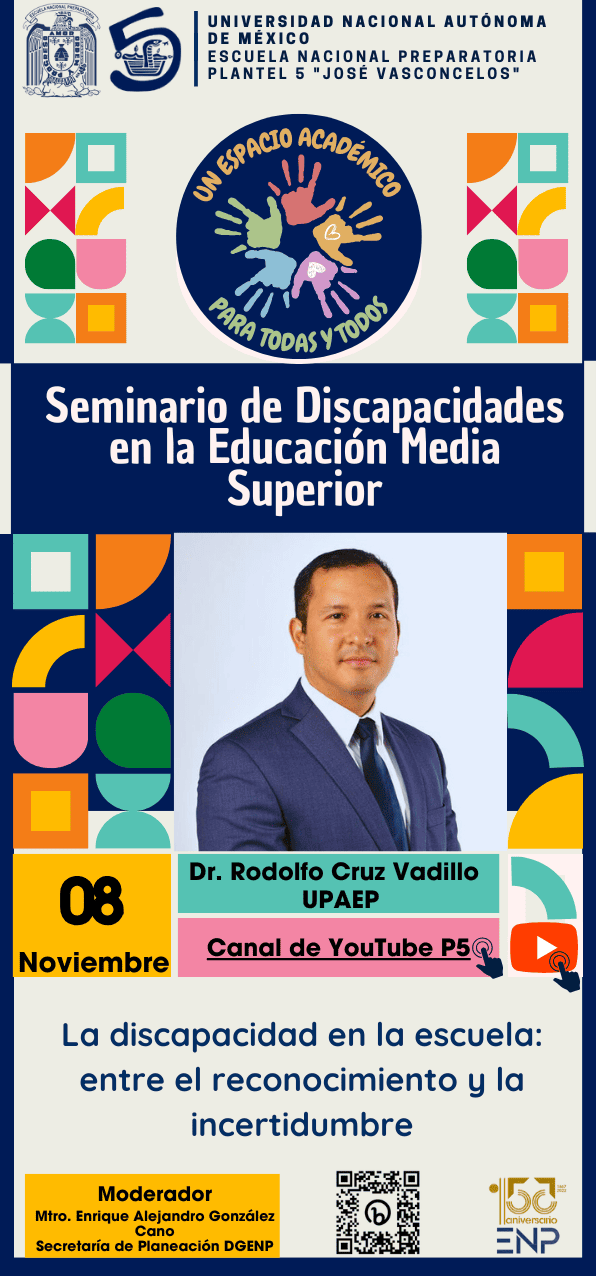 UNIVERSIDAD NACIONAL AUTÓNOMA
DE MÉXICO
ESCUELA NACIONAL PREPARATORIA
PLANTEL 5 "JOSÉ VASCONCELOS"
5
UN ESPACIO ACADÉMICO
PARA TODAS Y TODOS
Seminario de Discapacidades
en la Educación Media
Superior
08
Noviembre
Dr. Rodolfo Cruz Vadillo
UPAEP
Canal de YouTube P5
La discapacidad en la escuela:
entre el reconocimiento y la
incertidumbre
Moderador
Mtro. Enrique Alejandro González
Cano
Secretaría de Planeación DGENP
aniversario
ENP